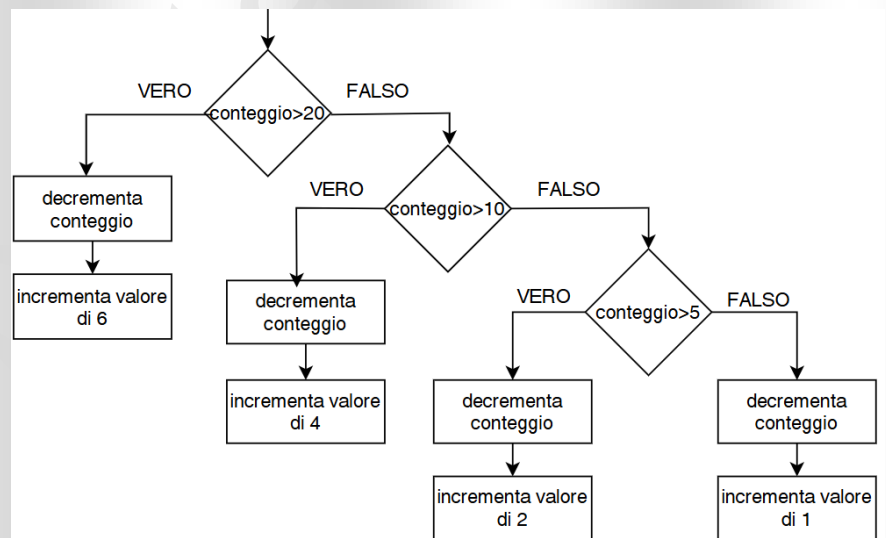 VERO
FALSO
conteggio>20
VERO
FALSO
decrementa
conteggio
conteggio>10
incrementa valore
di 6
decrementa
conteggio
VERO
FALSO
conteggio>5
incrementa valore
di 4
decrementa
conteggio
decrementa
conteggio
incrementa valore
di 2
incrementa valore
di 1